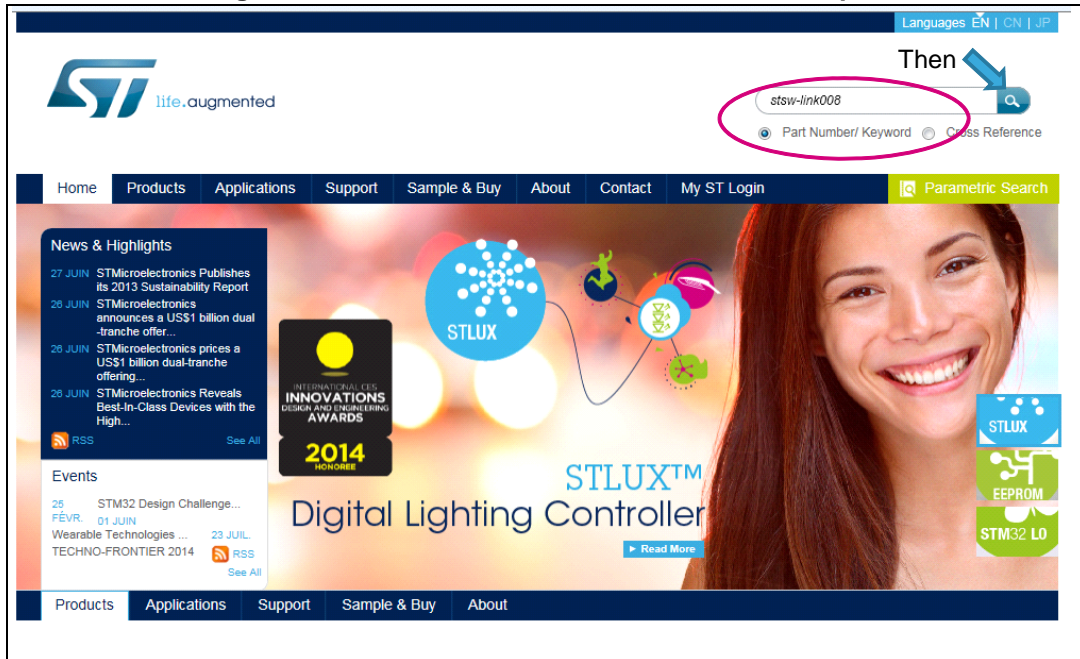 Languages EN | CN | JP
Then
ST life.augmented
stsw-link008
Part Number/ Keyword Cross Reference
Home Products Applications Support Sample & Buy About Contact My ST Login Parametric Search
News & Highlights
27 JUIN STMicroelectronics Publishes
its 2013 Sustainability Report
26 JUIN STMicroelectronics
announces a US$1 billion dual
-tranche offer...
26 JUIN STMicroelectronics prices a
US$1 billion dual-tranche
offering...
26 JUIN STMicroelectronics Reveals
Best-In-Class Devices with the
High...
RSS See All
Events
25 STM32 Design Challenge...
FÉVR. 01 JUIN
Wearable Technologies ... 23 JUIL.
TECHNO-FRONTIER 2014 RSS
See All
STLUX
INTERNATIONAL CES
INNOVATIONS
DESIGN AND ENGINEERING
AWARDS
2014
HONOREE
STLUX™
Digital Lighting Controller
Read More
STLUX
EEPROM
STM32 L0
Products Applications Support Sample & Buy About